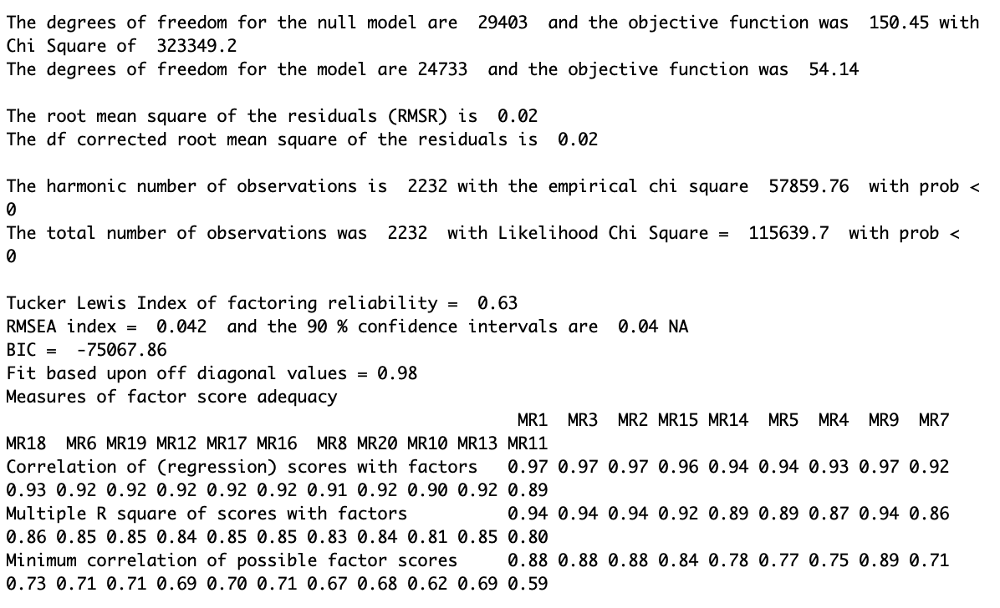 The degrees of freedom for the null model are  29403  and the objective function was  150.45 with
Chi Square of  323349.2
The degrees of freedom for the model are 24733  and the objective function was  54.14
The root mean square of the residuals (RMSR) is  0.02
The df corrected root mean square of the residuals is  0.02
The harmonic number of observations is  2232 with the empirical chi square  57859.76  with prob <
0
The total number of observations was  2232  with Likelihood Chi Square =  115639.7  with prob <
0
Tucker Lewis Index of factoring reliability =  0.63
RMSEA index =  0.042  and the 90 % confidence intervals are  0.04 NA
BIC =  -75067.86
Fit based upon off diagonal values = 0.98
Measures of factor score adequacy
MR1  MR3  MR2 MR15 MR14  MR5  MR4  MR9  MR7
MR18  MR6 MR19 MR12 MR17 MR16  MR8 MR20 MR10 MR13 MR11
Correlation of (regression) scores with factors   0.97 0.97 0.97 0.96 0.94 0.94 0.93 0.97 0.92
0.93 0.92 0.92 0.92 0.92 0.92 0.91 0.92 0.90 0.92 0.89
Multiple R square of scores with factors          0.94 0.94 0.94 0.92 0.89 0.89 0.87 0.94 0.86
0.86 0.85 0.85 0.84 0.85 0.85 0.83 0.84 0.81 0.85 0.80
Minimum correlation of possible factor scores     0.88 0.88 0.88 0.84 0.78 0.77 0.75 0.89 0.71
0.73 0.71 0.71 0.69 0.70 0.71 0.67 0.68 0.62 0.69 0.59